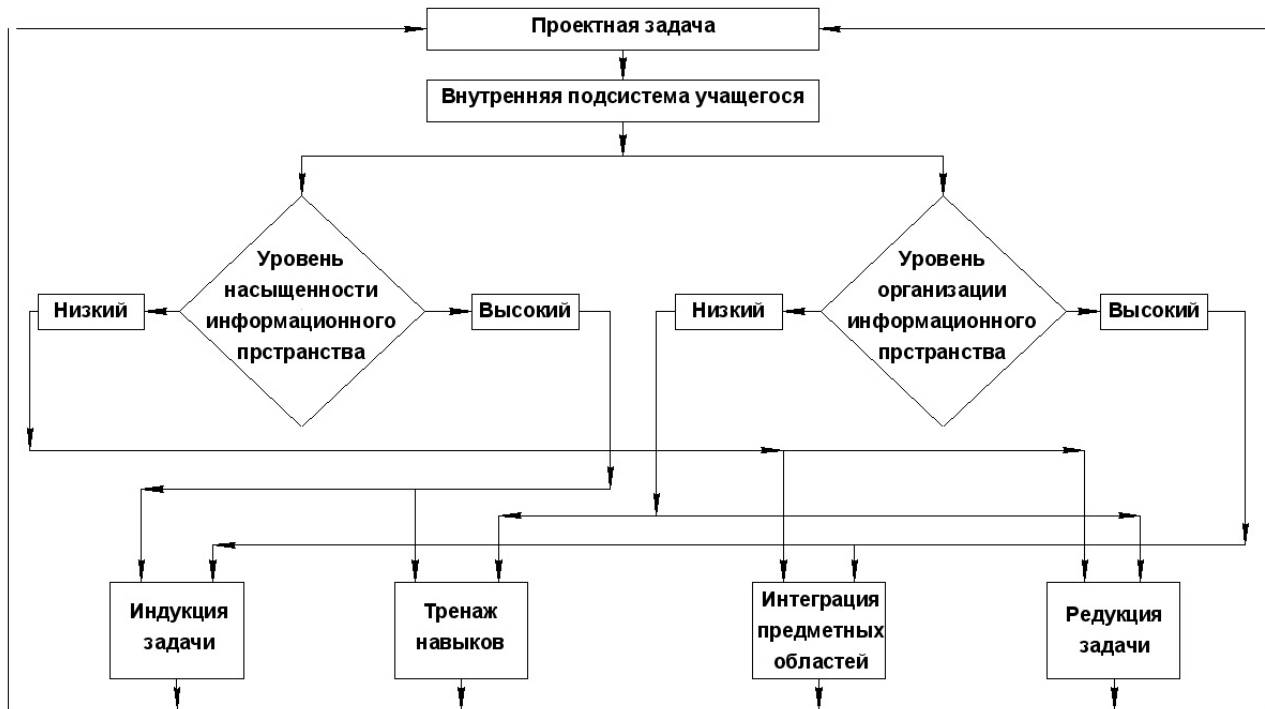 Проектная задача
Внутренняя подсистема учащегося
Уровень
насыщенности
информационного
прстранства
Низкий
Высокий
Уровень
организации
информационного
прстранства
Низкий
Высокий
Индукция
задачи
Тренаж
навыков
Интеграция
предметных
областей
Редукция
задачи